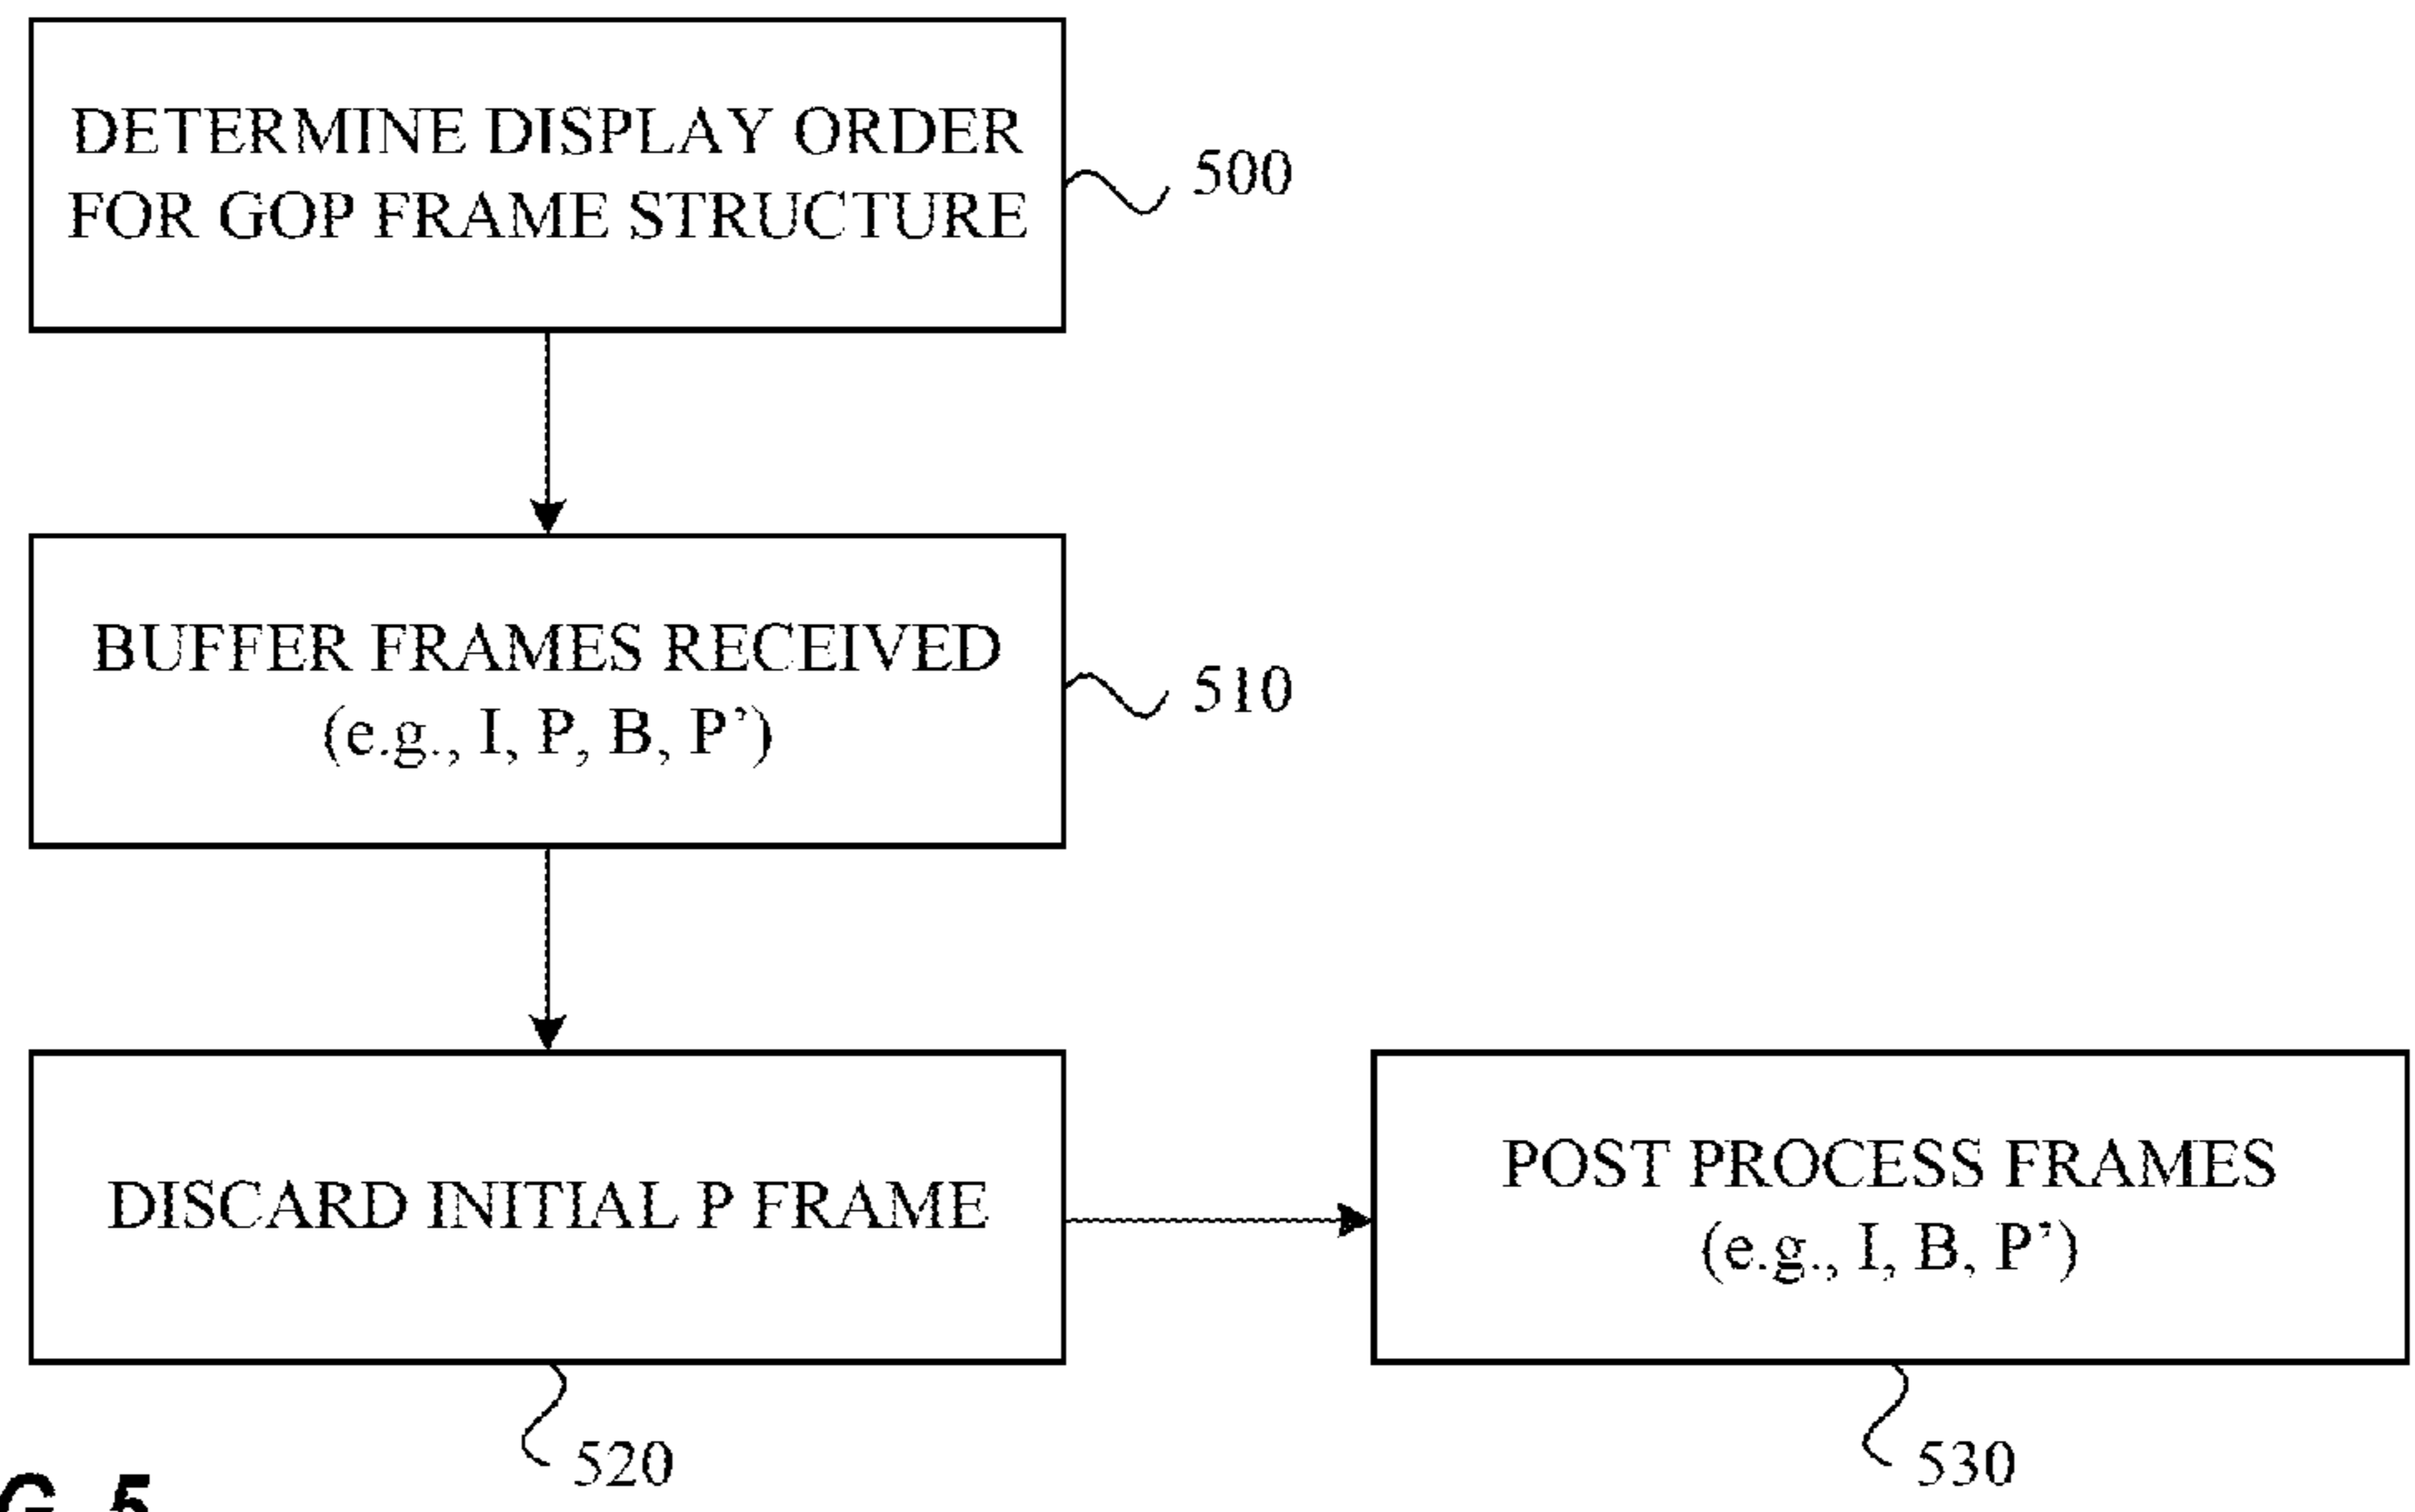 DETERMINE DISPLAY ORDER
FOR GOP FRAME STRUCTURE
500
BUFFER FRAMES RECEIVED
(e.g., I, P, B, P’)
510
DISCARD INITIAL P FRAME
POST PROCESS FRAMES
(e.g., I, B, P’)
520
530